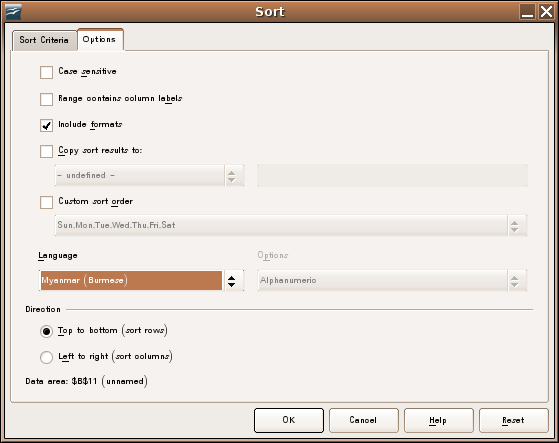 Sort
Sort Criteria
Options
Case sensitive
Range contains column labels
Include formats
Copy sort results to:
- undefined -
Custom sort order
Sun,Mon,Tue,Wed,Thu,Fri,Sat
Language
Options
Myanmar (Burmese)
Alphanumeric
Direction
Top to bottom (sort rows)
Left to right (sort columns)
Data area: $B$11 (unnamed)
OK
Cancel
Help
Reset